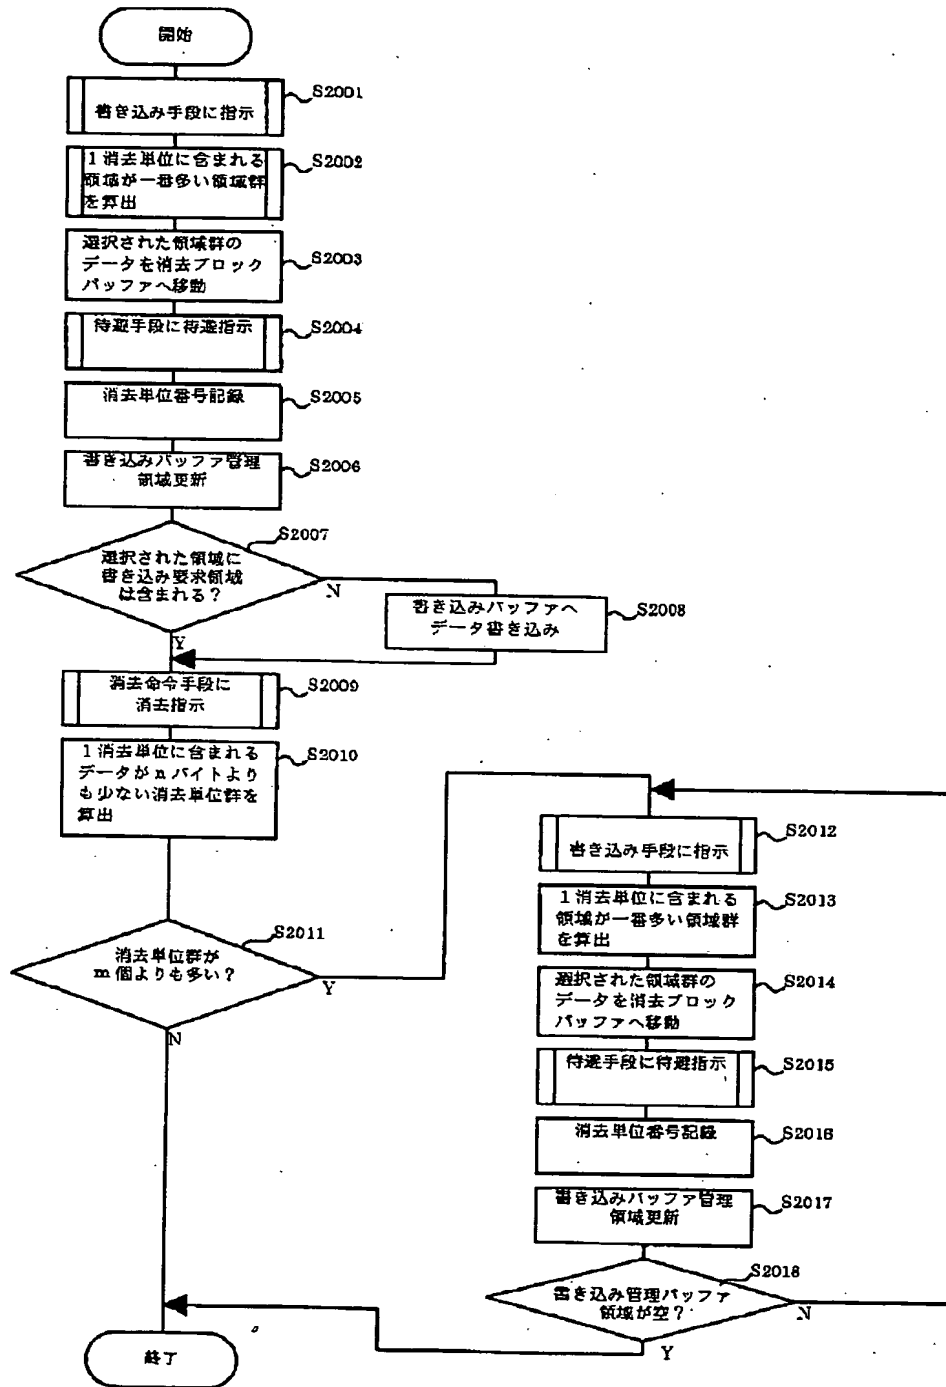 開始
書き込み手段に指示
S2001
1消去単位に含まれる
領域が一番多い領域群
を算出
S2002
選択された領域群の
データを消去ブロック
バッファへ移動
S2003
待避手段に待避指示
S2004
消去単位番号記録
S2005
書き込みバッファ管理
領域更新
S2006
S2007
選択された領域に
書き込み要求領域
は含まれる?
N
Y
書き込みバッファへ
データ書き込み
S2008
消去命令手段に
消去指示
S2009
1消去単位に含まれる
データがnバイトより
も少ない消去単位群を
算出
S2010
S2011
消去単位群が
m個よりも多い?
Y
N
書き込み手段に指示
S2012
1消去単位に含まれる
領域が一番多い領域群
を算出
S2013
選択された領域群の
データを消去ブロック
バッファへ移動
S2014
待避手段に待避指示
S2015
消去単位番号記録
S2016
書き込みバッファ管理
領域更新
S2017
S2018
書き込み管理バッファ
領域が空?
N
Y
終了